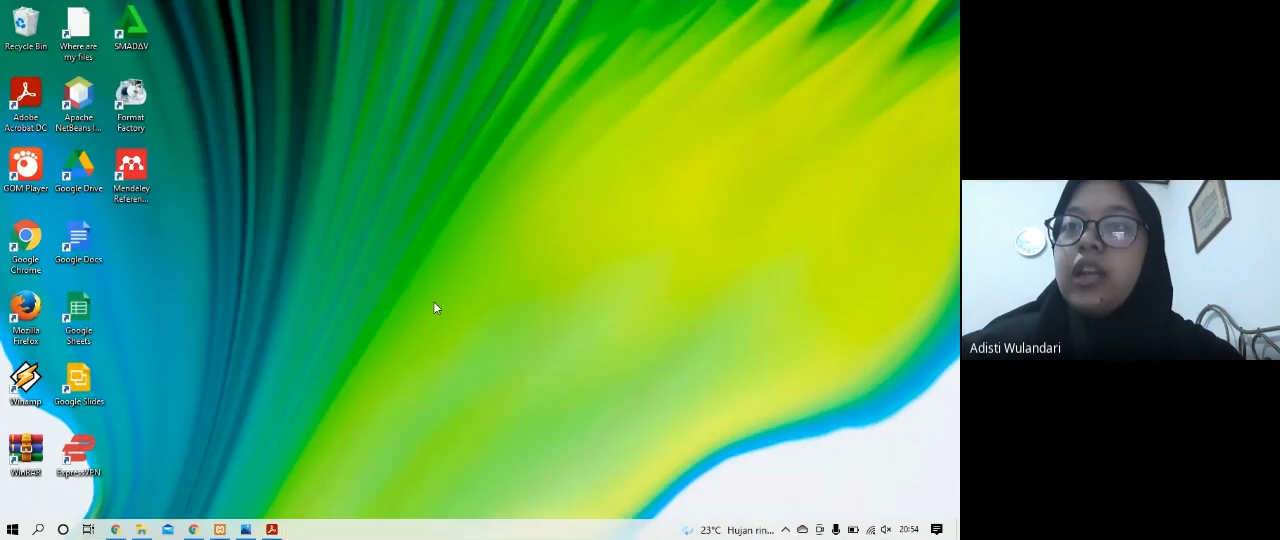 Recycle Bin
Where are
my files
SMADAV
Adobe
Acrobat DC
Apache
NetBeans I...
Format
Factory
GOM Player
Google Drive
Mendeley
Referen...
Google
Chrome
Google Docs
Mozilla
Firefox
Google
Sheets
Winamp
Google Slides
WinRAR
ExpressVPN
Adisti Wulandari
23°C Hujan rin...
20:54